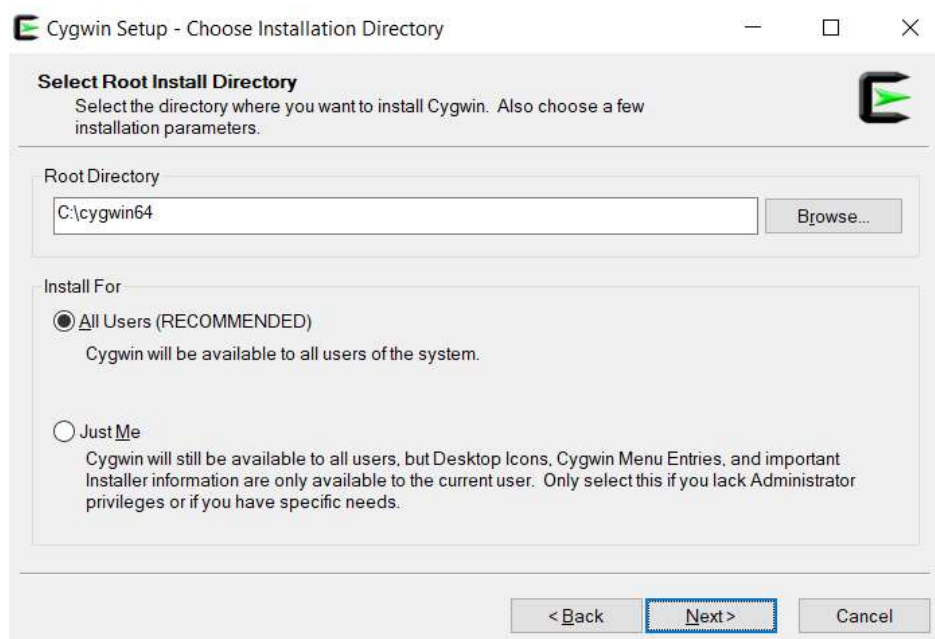 Cygwin Setup - Choose Installation Directory
Select Root Install Directory
Select the directory where you want to install Cygwin. Also choose a few
installation parameters.
Root Directory
C:\cygwin64
Browse...
Install For
All Users (RECOMMENDED)
Cygwin will be available to all users of the system.
Just Me
Cygwin will still be available to all users, but Desktop Icons, Cygwin Menu Entries, and important
Installer information are only available to the current user. Only select this if you lack Administrator
privileges or if you have specific needs.
< Back
Next >
Cancel